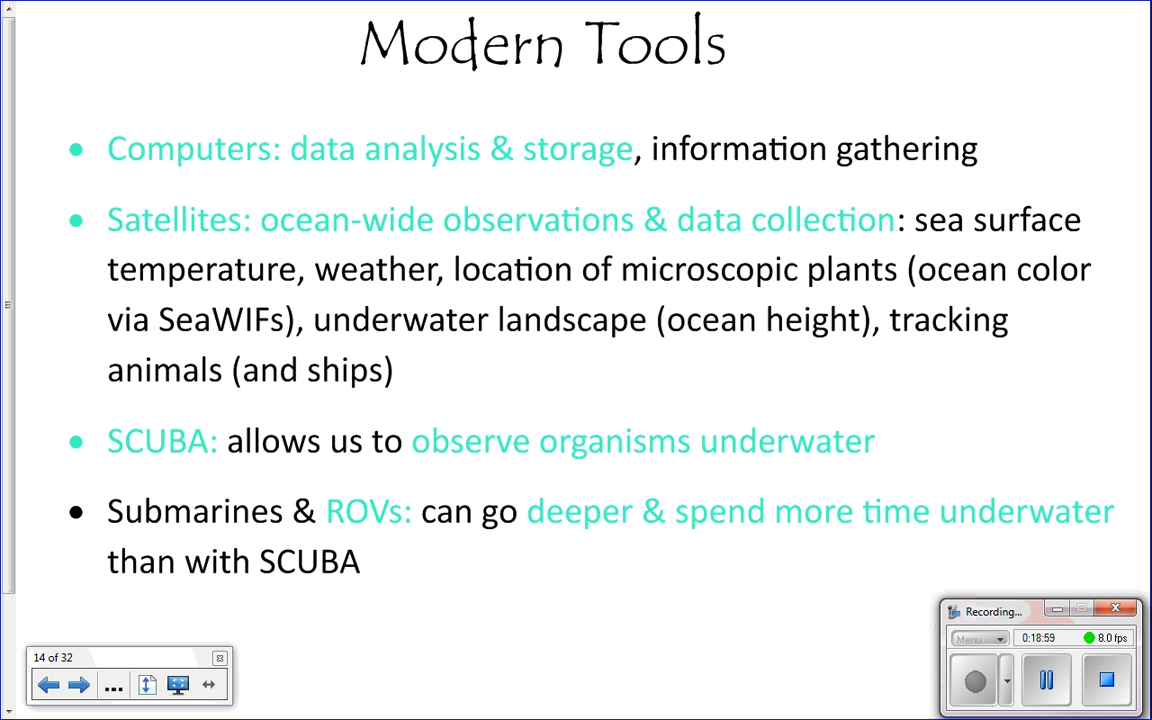 Modern Tools
• Computers: data analysis & storage, information gathering
• Satellites: ocean-wide observations & data collection: sea surface
temperature, weather, location of microscopic plants (ocean color
via SeaWIFs), underwater landscape (ocean height), tracking
animals (and ships)
• SCUBA: allows us to observe organisms underwater
• Submarines & ROVs: can go deeper & spend more time underwater
than with SCUBA
Recording...
Menu
0:18:59
8.0 fps
14 of 32
...